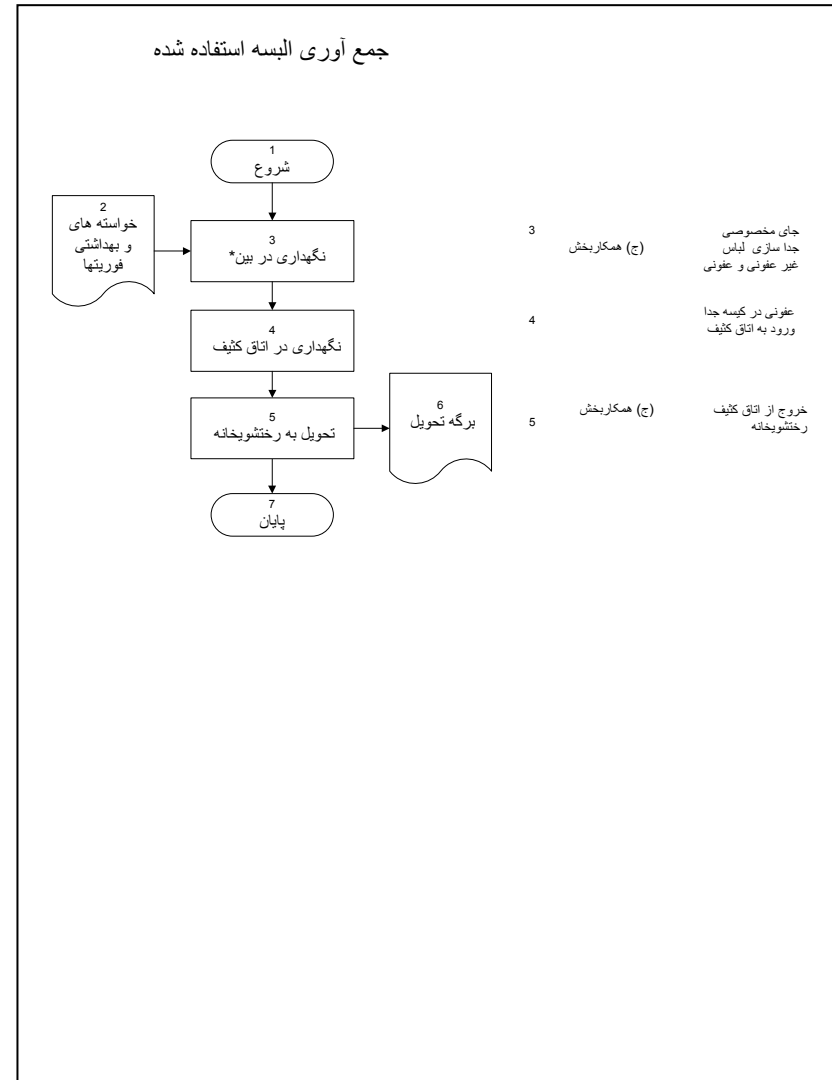 جمع آوری البسه استفاده شده
1
شروع
2
خواسته های
و بهداشتی
فوریتها
3
نگهداری در بین*
4
نگهداری در اتاق کثیف
5
تحویل به رختشویخانه
6
برگه تحویل
7
پایان
3
(ج) همکاربخش
جای مخصوصی
جدا سازی لباس
غیر عفونی و عفونی
4
عفونی در کیسه جدا
ورود به اتاق کثیف
5
(ج) همکاربخش
خروج از اتاق کثیف
رختشویخانه